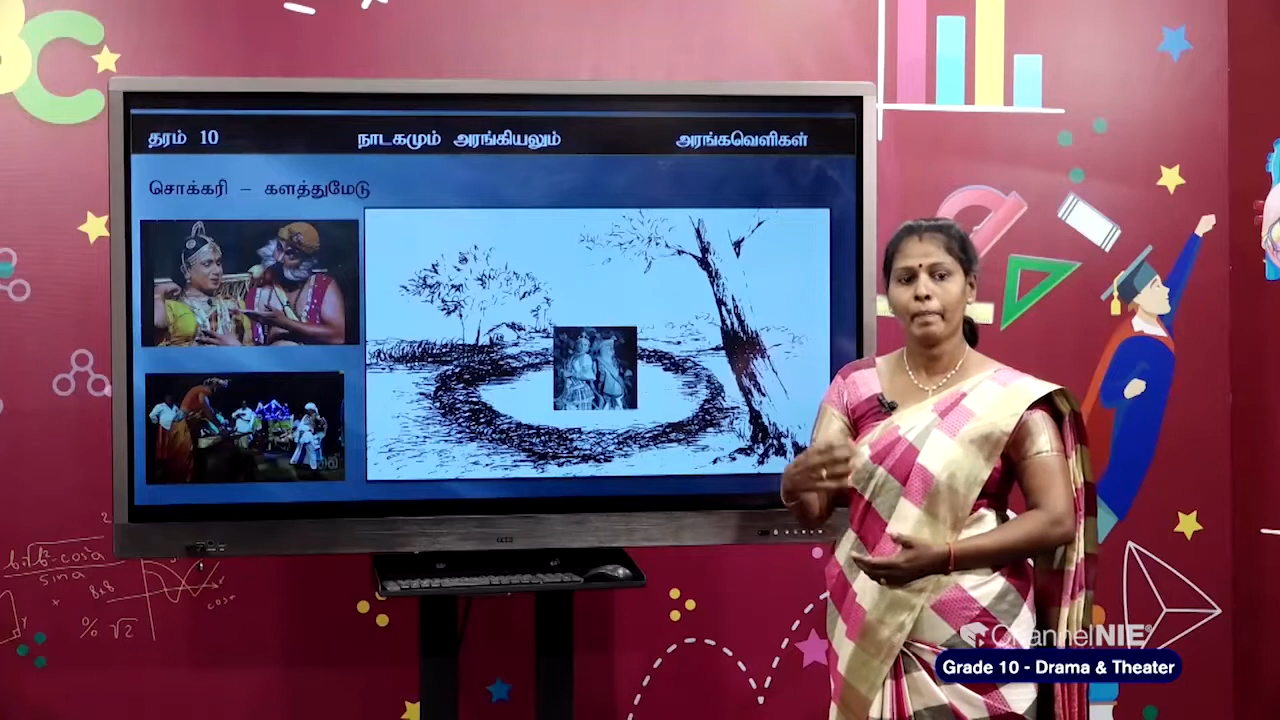 தரம் 10 நாடகமும் அரங்கியலும் அரங்கவெளிகள்
சொக்கரி – களத்துமேடு
ChannelNIE
Grade 10 - Drama & Theater